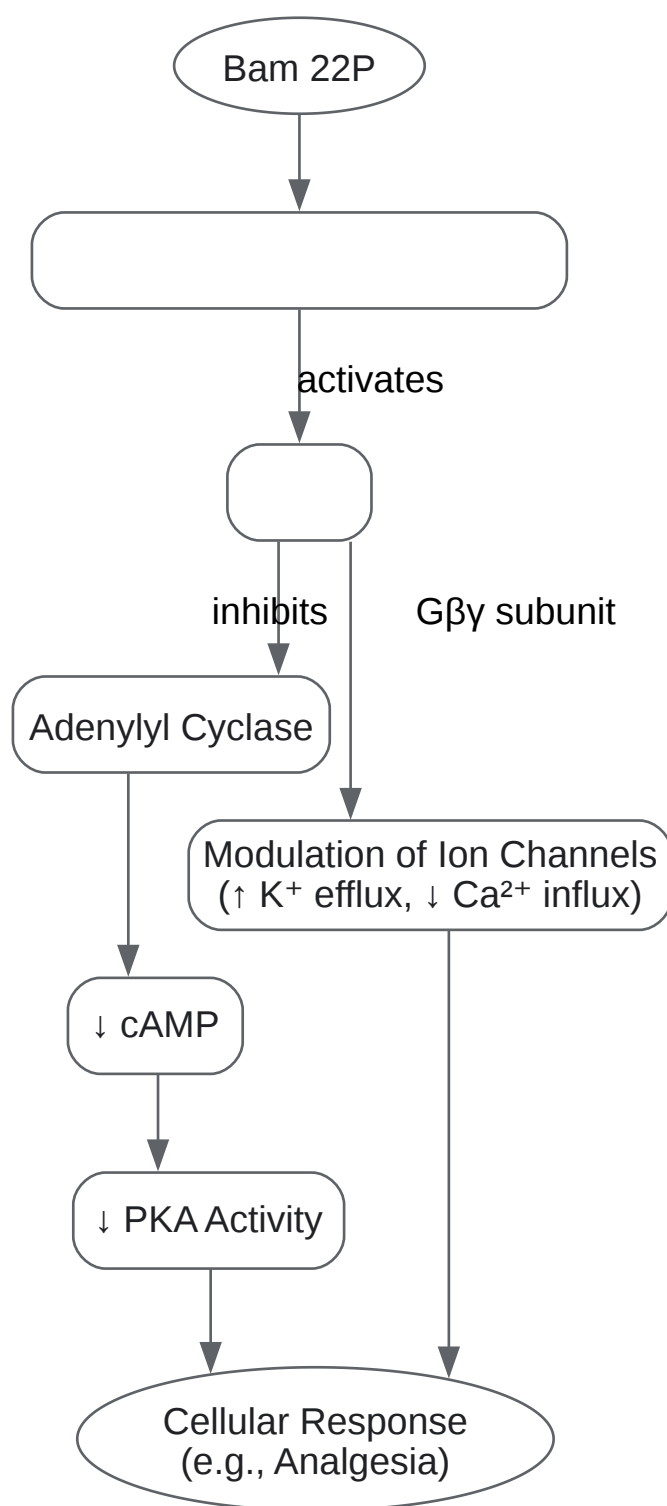 Bam 22P
activates
inhibits
Gβγ subunit
Adenylyl Cyclase
Modulation of Ion Channels
(↑ K⁺ efflux, ↓ Ca²⁺ influx)
↓ cAMP
↓ PKA Activity
Cellular Response
(e.g., Analgesia)